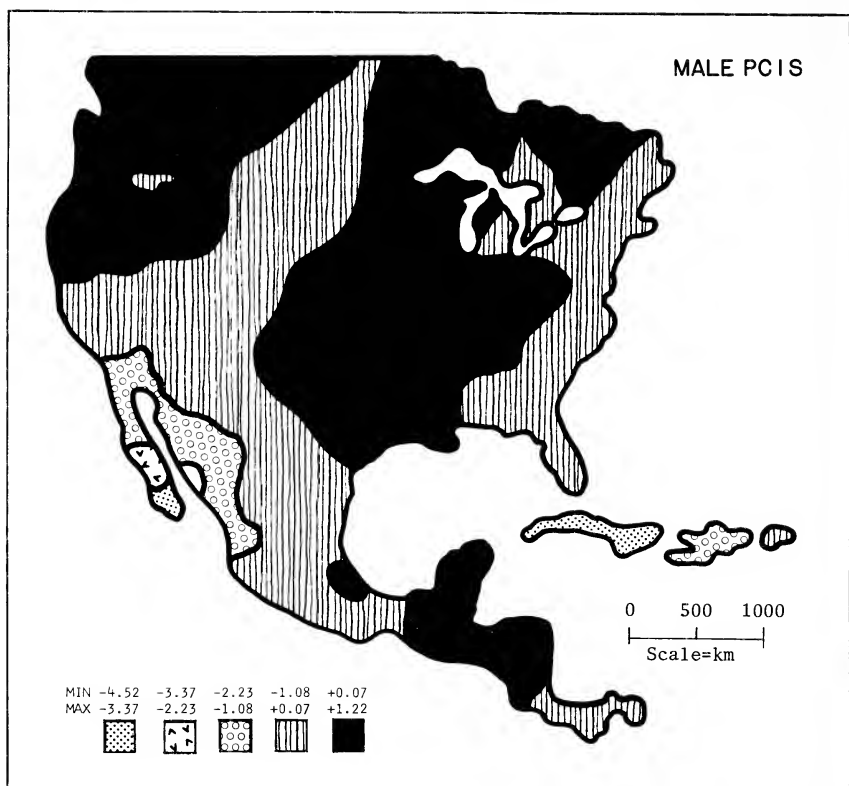 MALE PC I S
0 500 1000
Scale=km
MIN -4.52 -3.37 -2.23 -1.08 +0.07
MAX -3.37 -2.23 -1.08 +0.07 +1.22